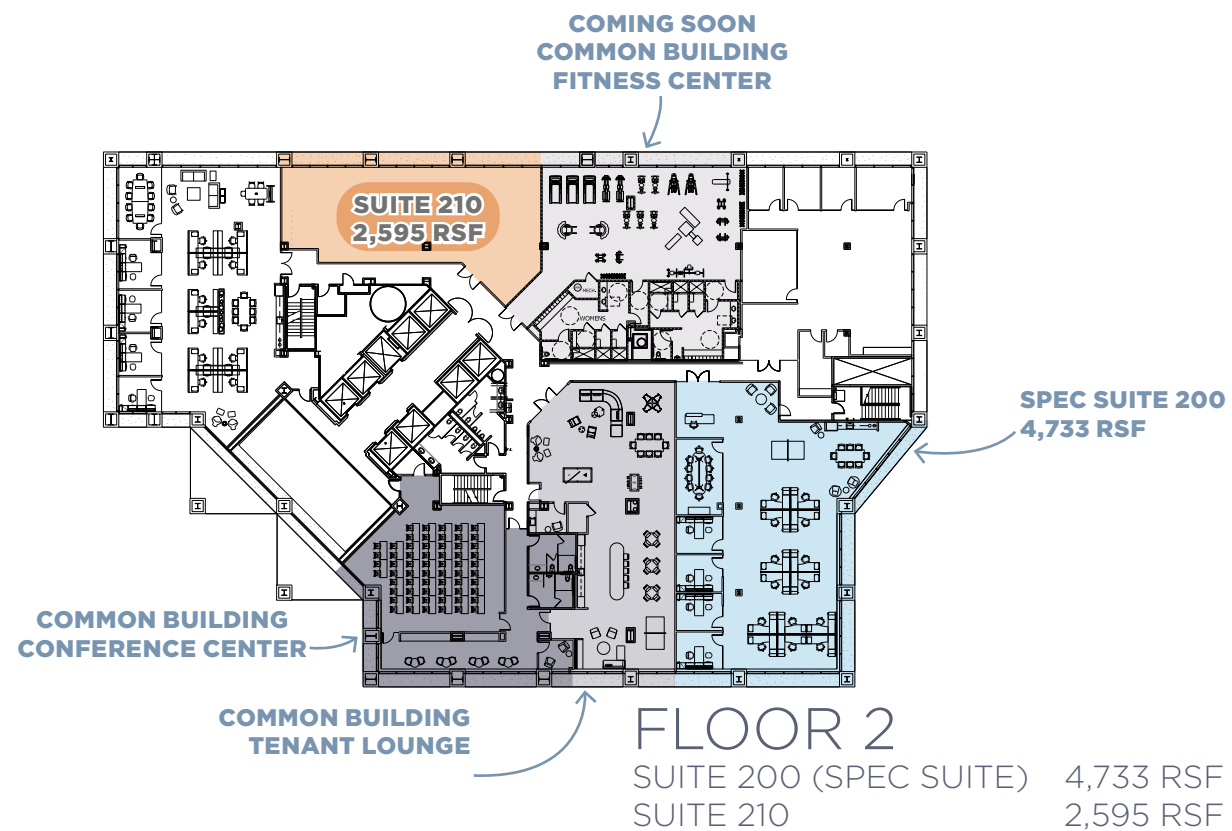 COMING SOON
COMMON BUILDING
FITNESS CENTER
SUITE 210
2,595 RSF
MECH.
WOMENS
SPEC SUITE 200
4,733 RSF
COMMON BUILDING
CONFERENCE CENTER
COMMON BUILDING
TENANT LOUNGE
FLOOR 2
SUITE 200 (SPEC SUITE) 4,733 RSF
SUITE 210 2,595 RSF